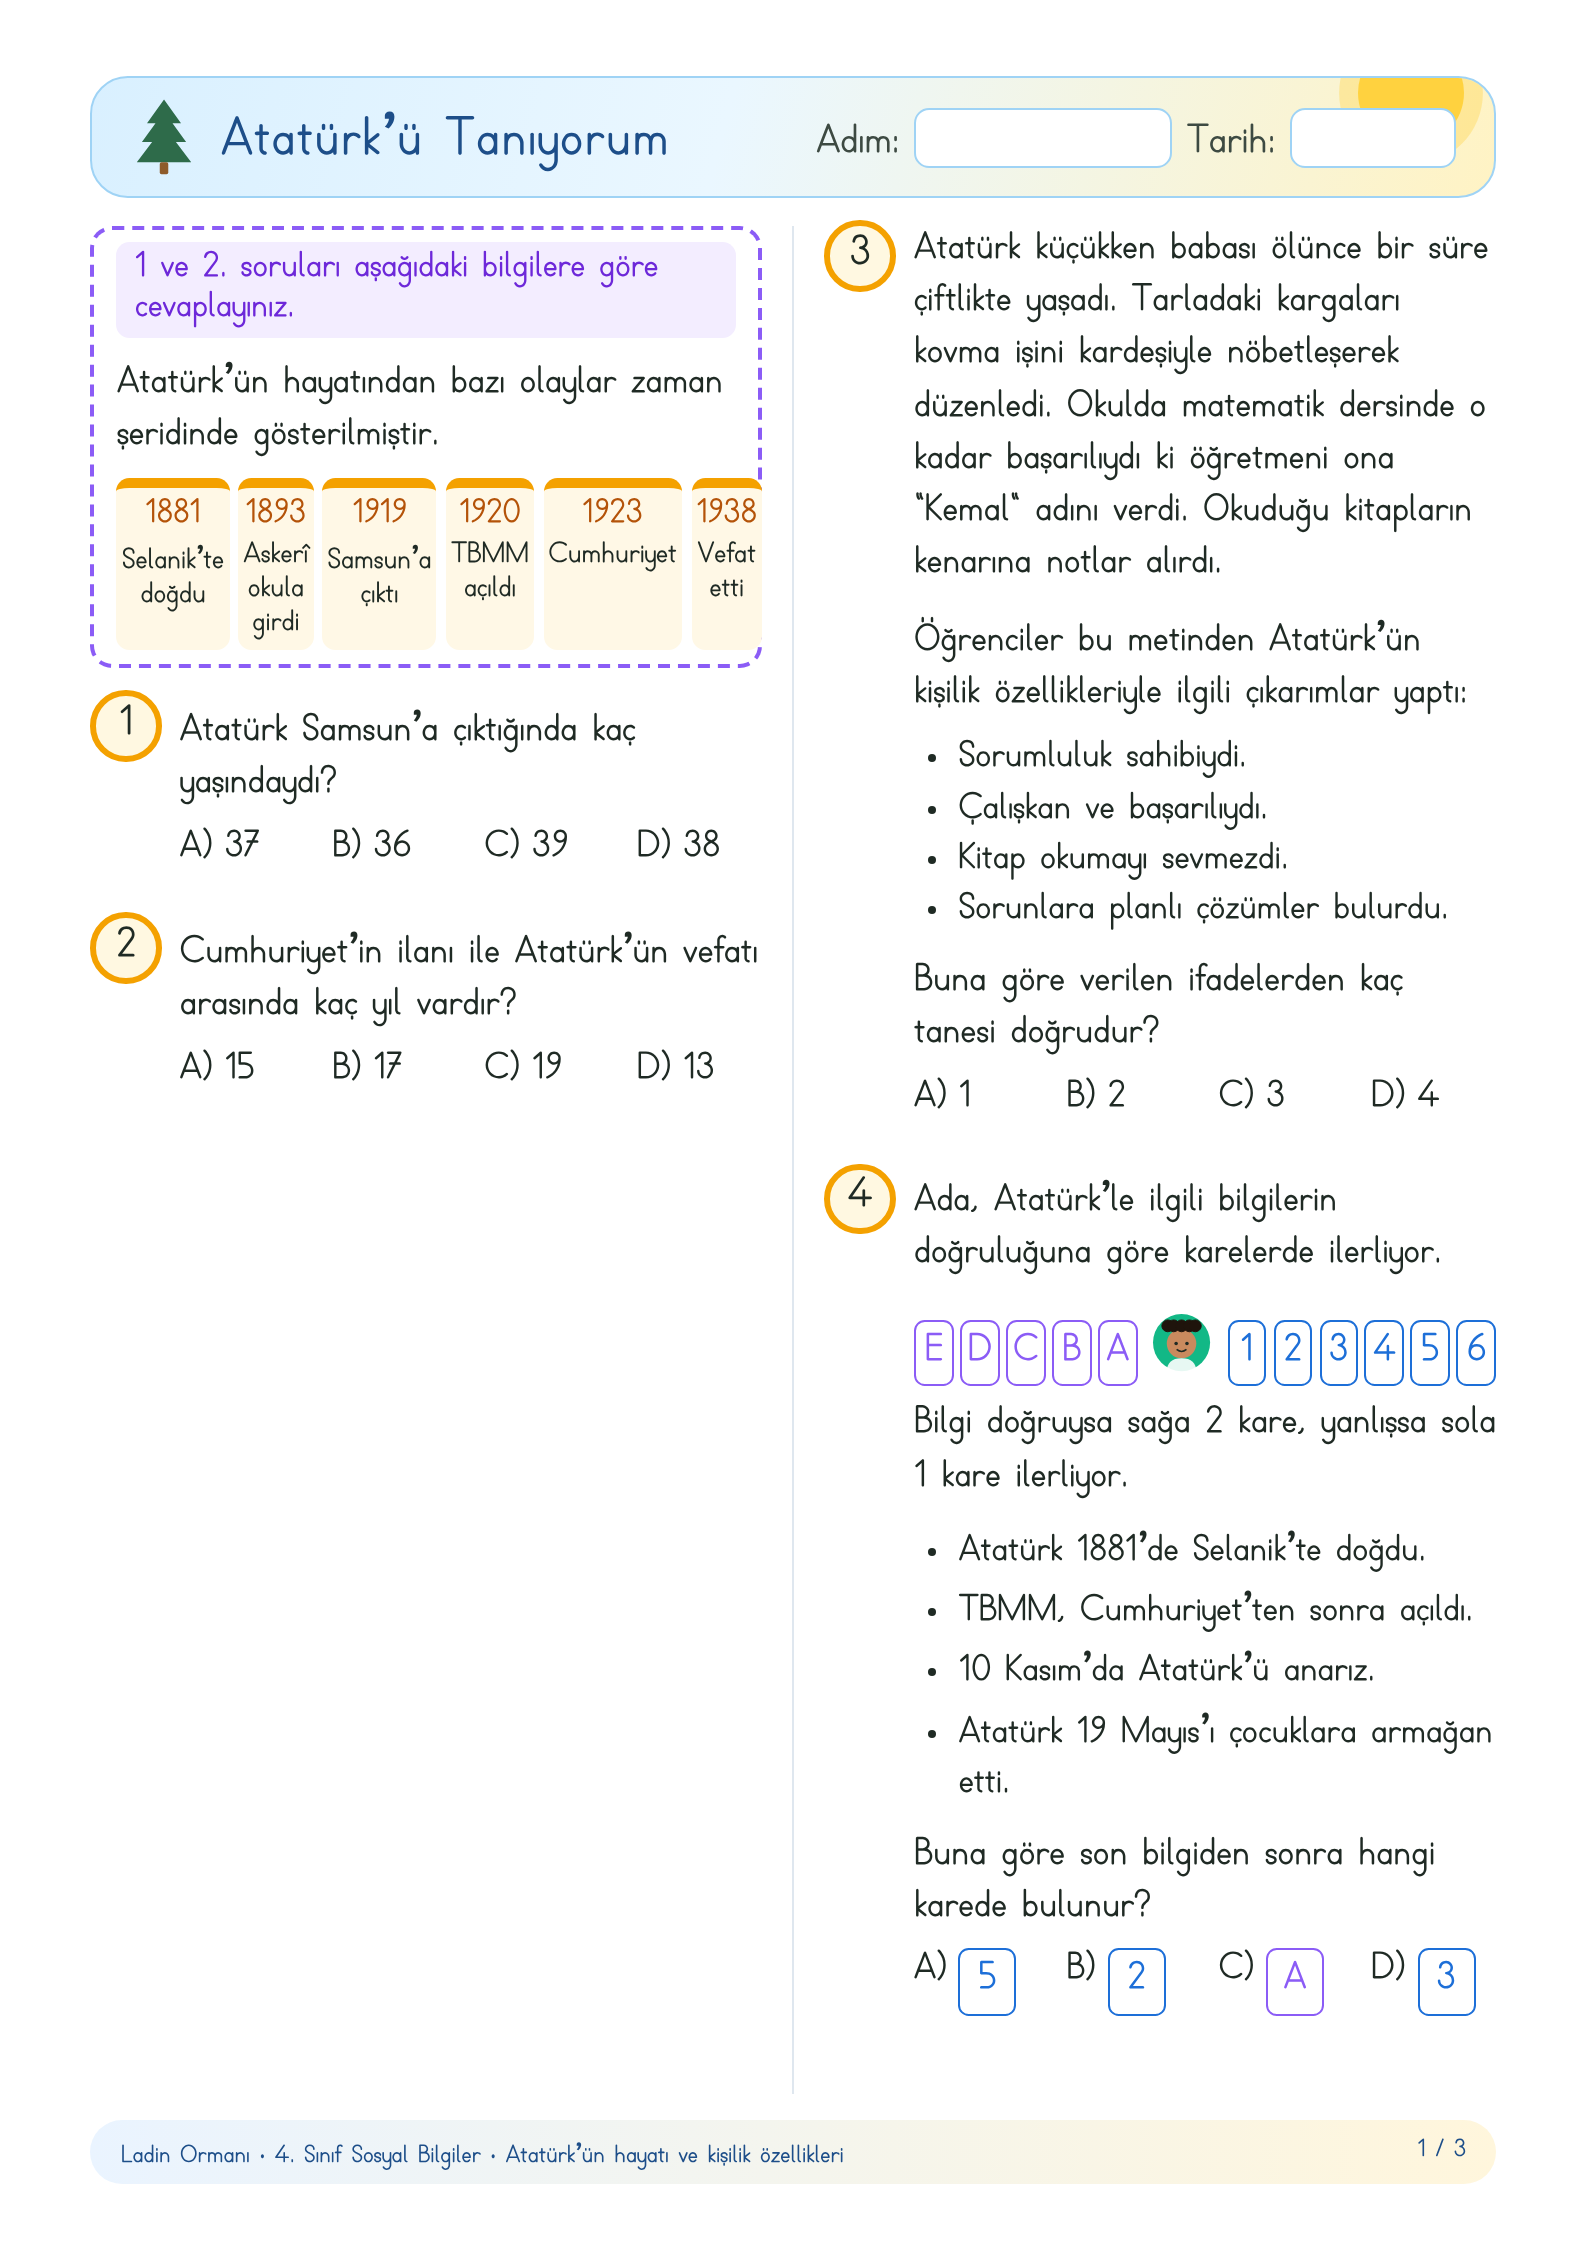 Atatürk’ü Tanıyorum
Adım:
Tarih:
1 ve 2. soruları aşağıdaki bilgilere göre
cevaplayınız.
Atatürk’ün hayatından bazı olaylar zaman
şeridinde gösterilmiştir.
1881
Selanik’te
doğdu
1893
Askerî
okula
girdi
1919
Samsun’a
çıktı
1920
TBMM
açıldı
1923
Cumhuriyet
1938
Vefat
etti
1
Atatürk Samsun’a çıktığında kaç
yaşındaydı?
A) 37 B) 36 C) 39 D) 38
2
Cumhuriyet’in ilanı ile Atatürk’ün vefatı
arasında kaç yıl vardır?
A) 15 B) 17 C) 19 D) 13
3
Atatürk küçükken babası ölünce bir süre
çiftlikte yaşadı. Tarladaki kargaları
kovma işini kardeşiyle nöbetleşerek
düzenledi. Okulda matematik dersinde o
kadar başarılıydı ki öğretmeni ona
“Kemal“ adını verdi. Okuduğu kitapların
kenarına notlar alırdı.
Öğrenciler bu metinden Atatürk’ün
kişilik özellikleriyle ilgili çıkarımlar yaptı:
• Sorumluluk sahibiydi.
• Çalışkan ve başarılıydı.
• Kitap okumayı sevmezdi.
• Sorunlara planlı çözümler bulurdu.
Buna göre verilen ifadelerden kaç
tanesi doğrudur?
A) 1 B) 2 C) 3 D) 4
4
Ada, Atatürk’le ilgili bilgilerin
doğruluğuna göre karelerde ilerliyor.
E D C B A 1 2 3 4 5 6
Bilgi doğruysa sağa 2 kare, yanlışsa sola
1 kare ilerliyor.
• Atatürk 1881’de Selanik’te doğdu.
• TBMM, Cumhuriyet’ten sonra açıldı.
• 10 Kasım’da Atatürk’ü anarız.
• Atatürk 19 Mayıs’ı çocuklara armağan
etti.
Buna göre son bilgiden sonra hangi
karede bulunur?
A) 5 B) 2 C) A D) 3
Ladin Ormanı • 4. Sınıf Sosyal Bilgiler • Atatürk’ün hayatı ve kişilik özellikleri
1 / 3